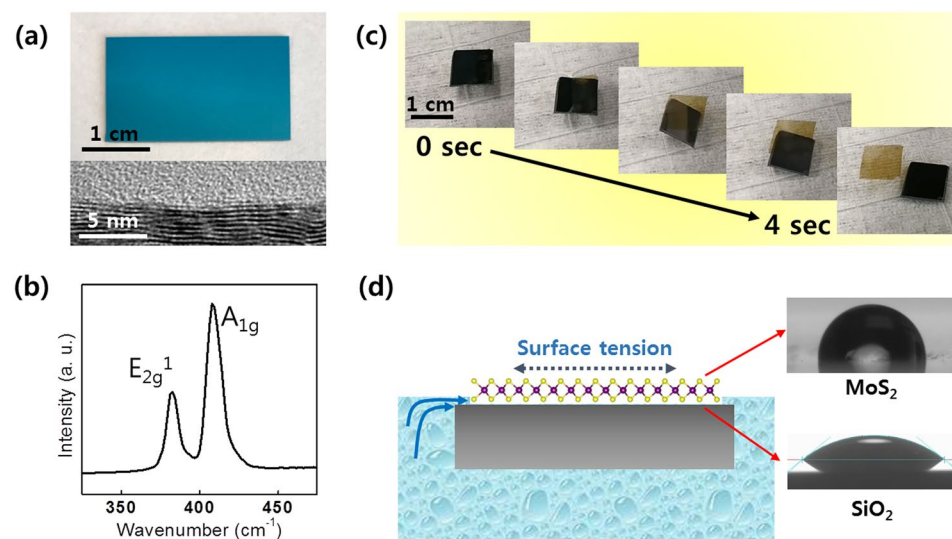 (a)
1 cm
5 nm
(b)
E₂g¹
A₁g
Intensity (a. u.)
350 400 450
Wavenumber (cm⁻¹)
(c)
1 cm
0 sec
4 sec
(d)
Surface tension
MoS₂
SiO₂